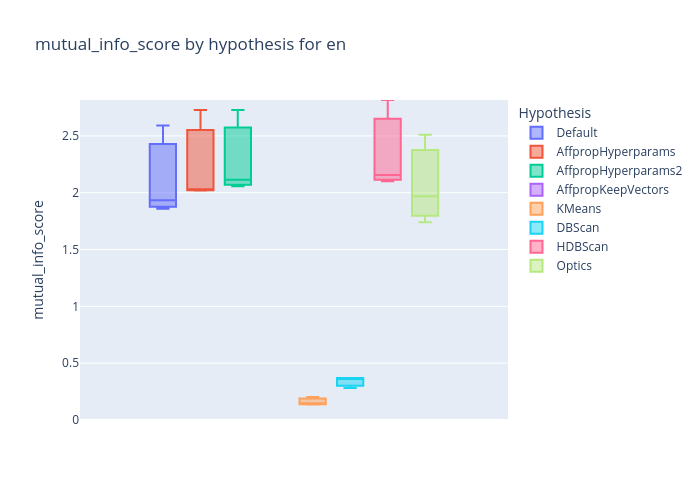 mutual_info_score by hypothesis for en
mutual_info_score
2.5
2
1.5
1
0.5
0
Hypothesis
Default
AffpropHyperparams
AffpropHyperparams2
AffpropKeepVectors
KMeans
DBScan
HDBScan
Optics